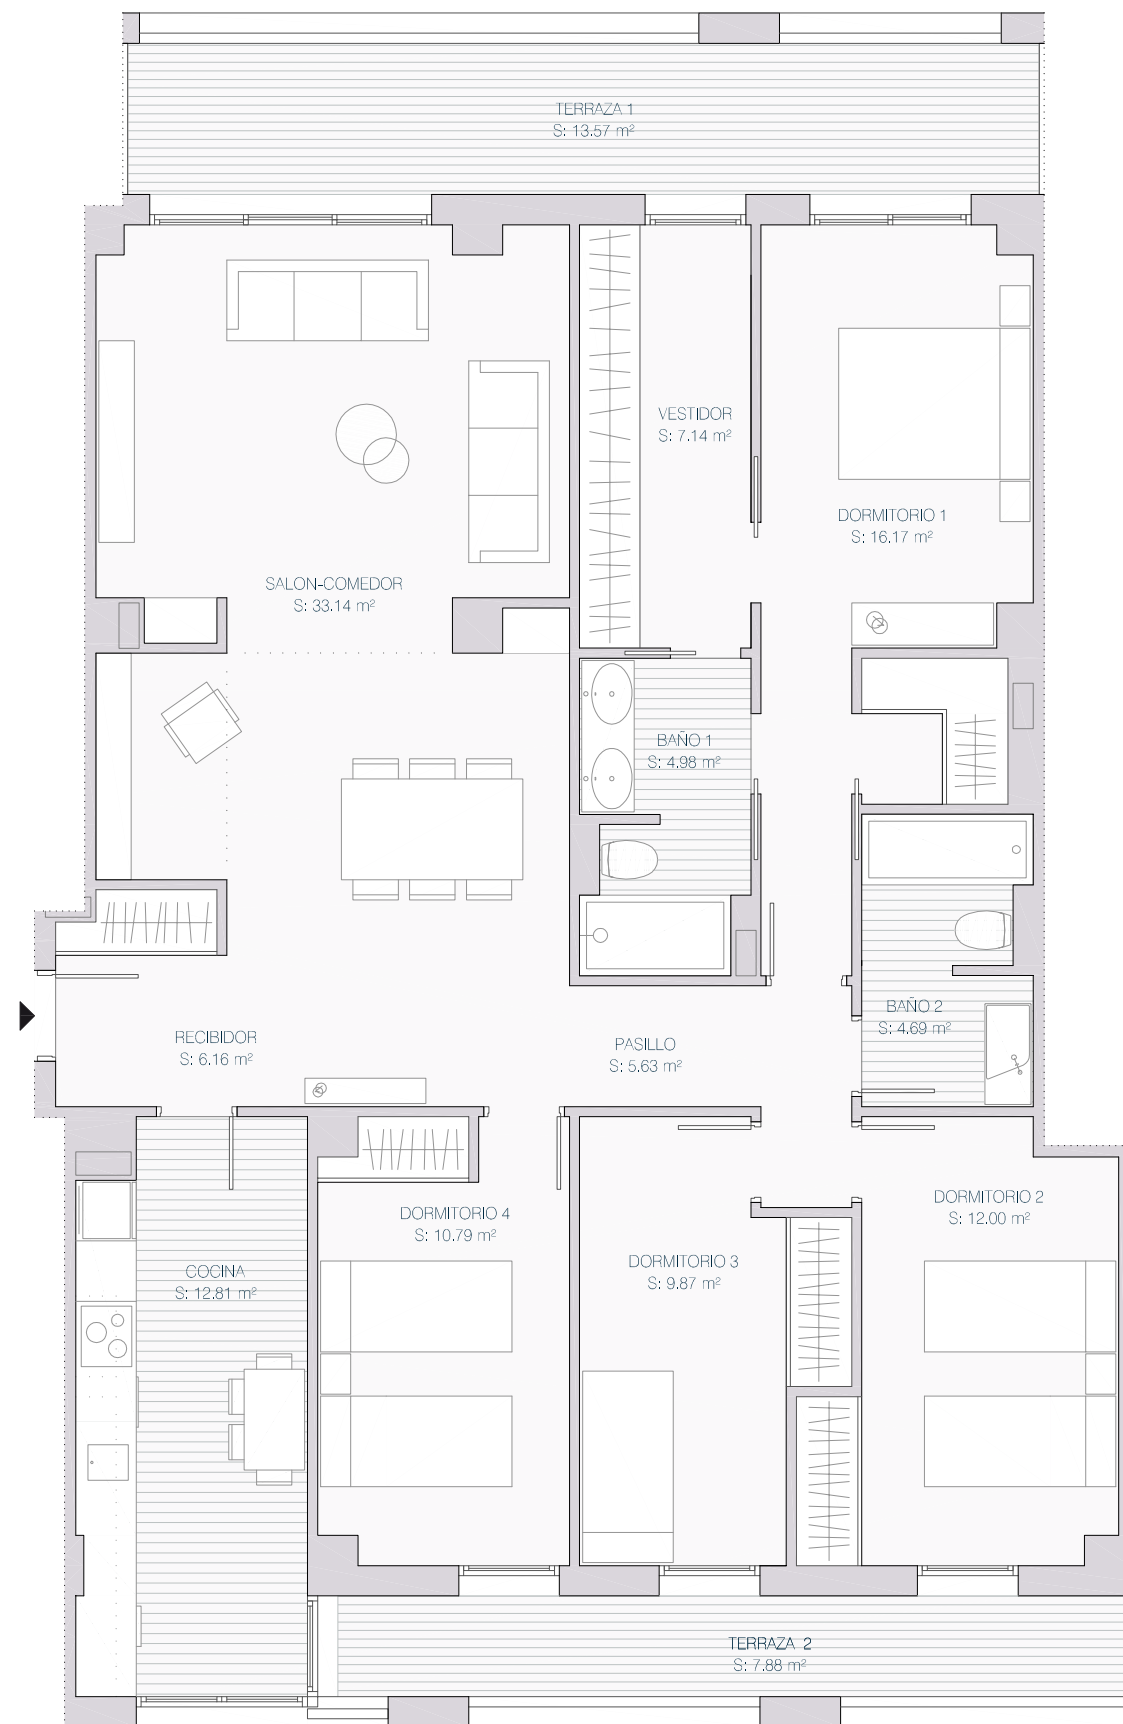 TERRAZA 1
S: 13.57 m²
VESTIDOR
S: 7.14 m²
DORMITORIO 1
S: 16.17 m²
SALON-COMEDOR
S: 33.14 m²
BAÑO 1
S: 4.98 m²
BAÑO 2
S: 4.69 m²
RECIBIDOR
S: 6.16 m²
PASILLO
S: 5.63 m²
DORMITORIO 4
S: 10.79 m²
DORMITORIO 2
S: 12.00 m²
DORMITORIO 3
S: 9.87 m²
COCINA
S: 12.81 m²
TERRAZA 2
S: 7.88 m²